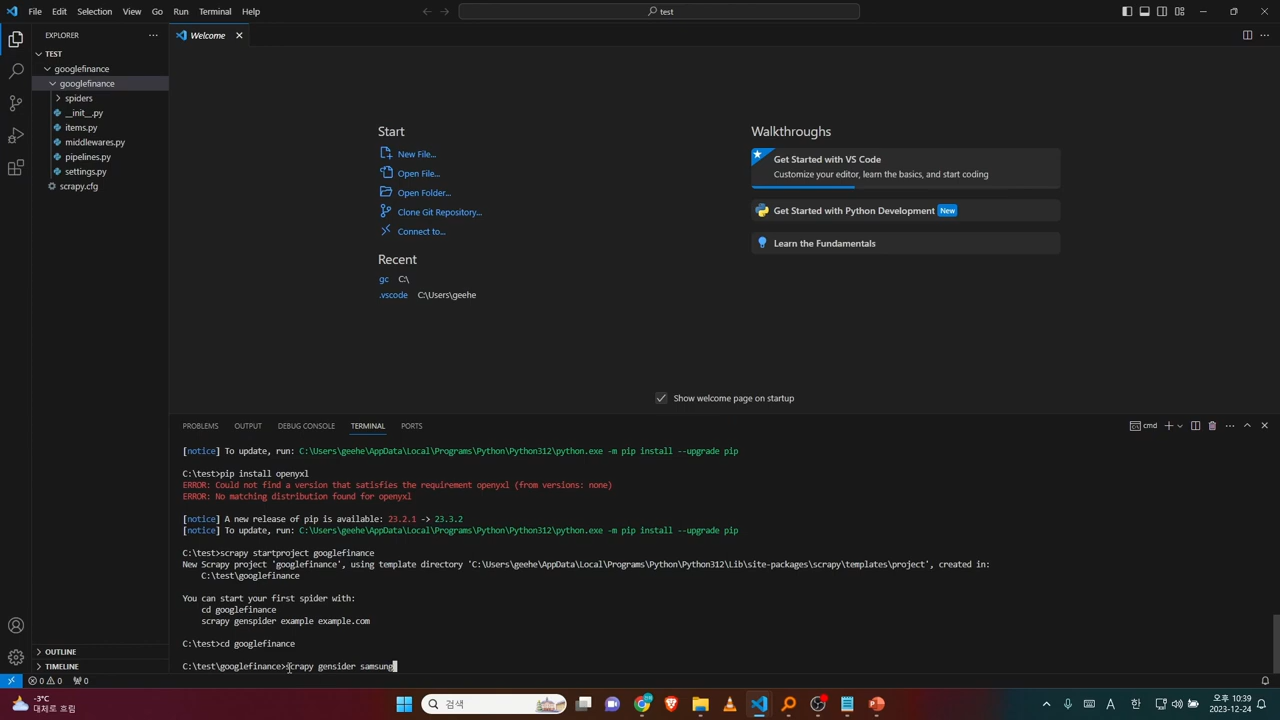 File Edit Selection View Go Run Terminal Help
test
EXPLORER
Welcome
TEST
googlefinance
googlefinance
spiders
__init__.py
items.py
middlewares.py
pipelines.py
settings.py
scrapy.cfg
Start
New File...
Open File...
Open Folder...
Clone Git Repository...
Connect to...
Recent
gc C:\
.vscode C:\Users\geehe
Walkthroughs
Get Started with VS Code
Customize your editor, learn the basics, and start coding
Get Started with Python Development New
Learn the Fundamentals
Show welcome page on startup
PROBLEMS OUTPUT DEBUG CONSOLE TERMINAL PORTS
cmd
[notice] To update, run: C:\Users\geehe\AppData\Local\Programs\Python\Python312\python.exe -m pip install --upgrade pip
C:\test>pip install openyxl
ERROR: Could not find a version that satisfies the requirement openyxl (from versions: none)
ERROR: No matching distribution found for openyxl
[notice] A new release of pip is available: 23.2.1 -> 23.3.2
[notice] To update, run: C:\Users\geehe\AppData\Local\Programs\Python\Python312\python.exe -m pip install --upgrade pip
C:\test>scrapy startproject googlefinance
New Scrapy project 'googlefinance', using template directory 'C:\Users\geehe\AppData\Local\Programs\Python\Python312\Lib\site-packages\scrapy\templates\project', created in:
C:\test\googlefinance
You can start your first spider with:
cd googlefinance
scrapy genspider example example.com
C:\test>cd googlefinance
C:\test\googlefinance>scrapy gensider samsung
OUTLINE
TIMELINE
0 0 0
-3°C
대체로 흐림
검색
A 한
오후 10:39
2023-12-24